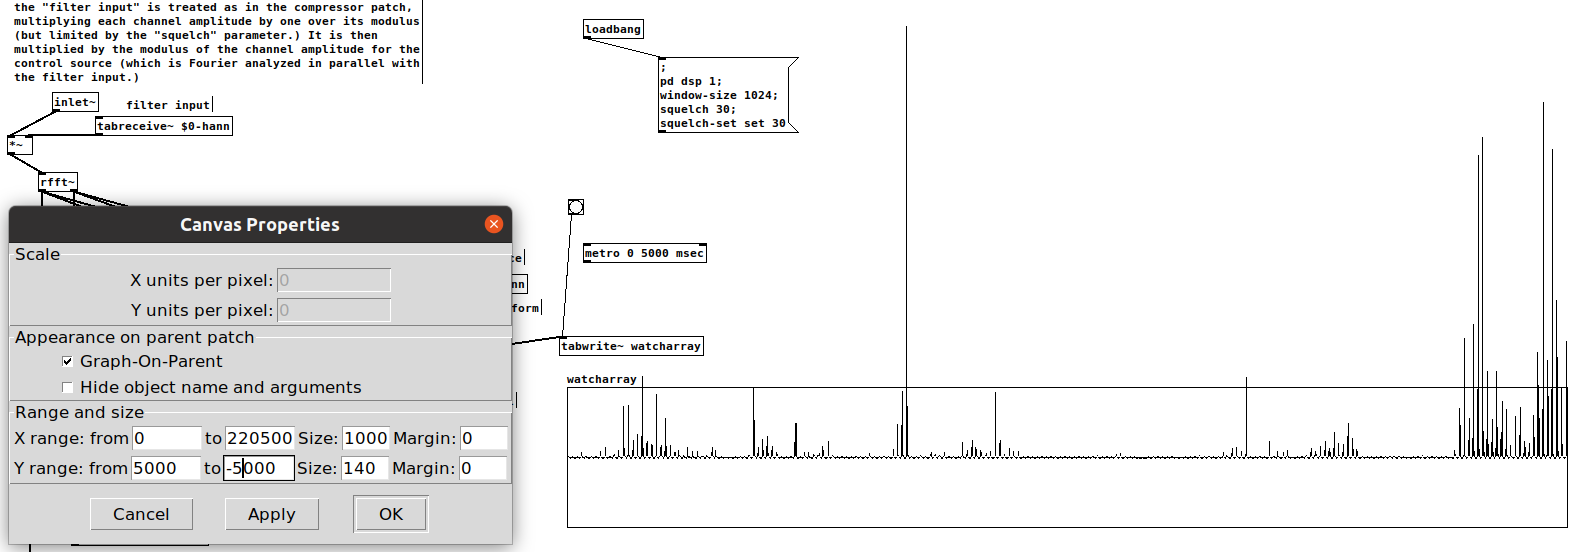 the "filter input" is treated as in the compressor patch,
multiplying each channel amplitude by one over its modulus
(but limited by the "squelch" parameter.) It is then
multiplied by the modulus of the channel amplitude for the
control source (which is Fourier analyzed in parallel with
the filter input.)
inlet~
filter input
tabreceive~ $0-hann
*~
rfft~
loadbang
;
pd dsp 1;
window-size 1024;
squelch 30;
squelch-set set 30
metro 0 5000 msec
tabwrite~ watcharray
watcharray
ce
nn
form
Canvas Properties
Scale
X units per pixel: 0
Y units per pixel: 0
Appearance on parent patch
Graph-On-Parent
Hide object name and arguments
Range and size
X range: from 0 to 220500 Size: 1000 Margin: 0
Y range: from 5000 to -5000 Size: 140 Margin: 0
Cancel
Apply
OK